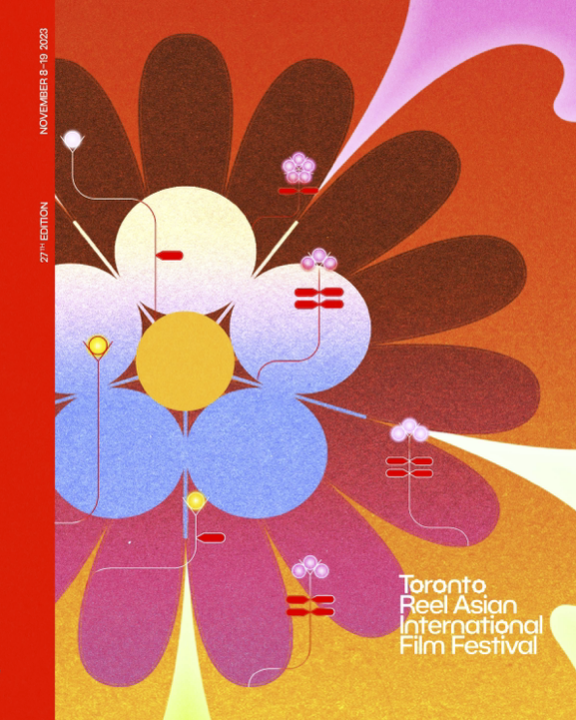 NOVEMBER 8–19 2023
27TH EDITION
Toronto
Reel Asian
International
Film Festival